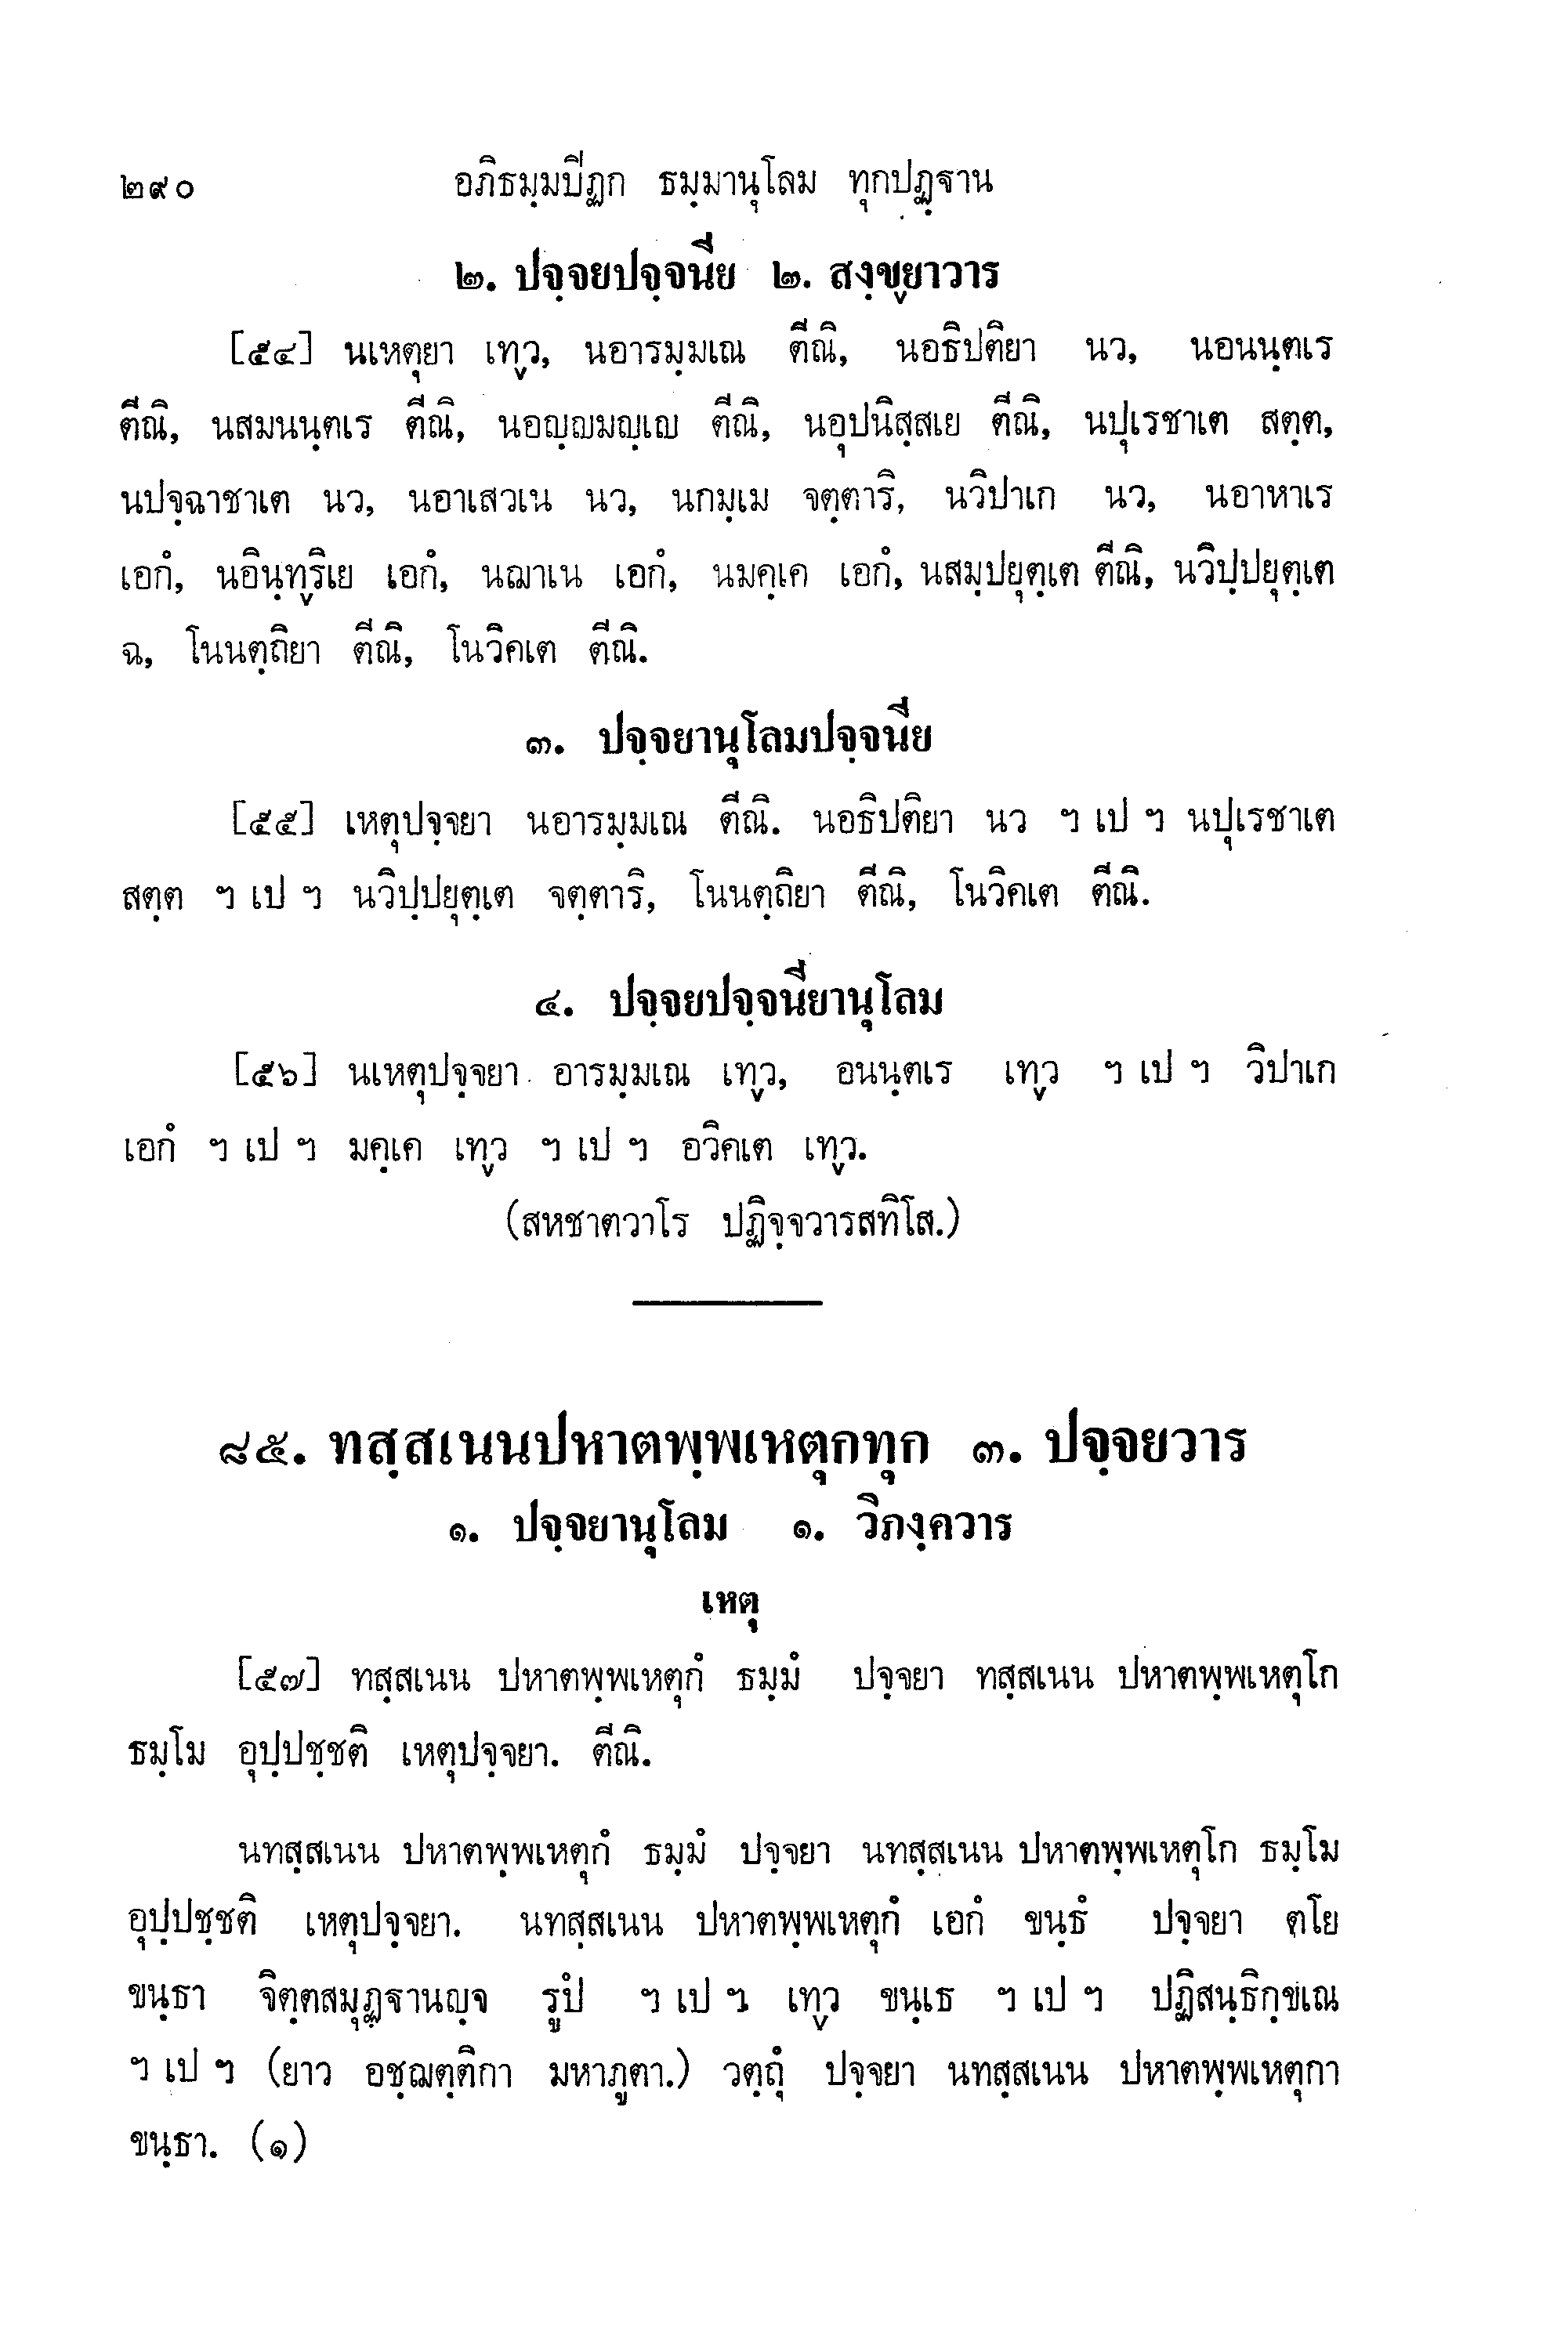 ๒๙๐ อภิธมฺมปิฏก ธมฺมานุโลม ทุกปฏฺฐาน
๒. ปจฺจยปจฺจนีย ๒. สงฺขฺยาวาร
[๕๔] นเหตุยา เทฺว, นอารมฺมเณ ตีณิ, นอธิปติยา นว, นอนนฺตเร
ตีณิ, นสมนนฺตเร ตีณิ, นอญฺญมญฺเญ ตีณิ, นอุปนิสฺสเย ตีณิ, นปุเรชาเต สตฺต,
นปจฺฉาชาเต นว, นอาเสวเน นว, นกมฺเม จตฺตาริ, นวิปาเก นว, นอาหาเร
เอกํ, นอินฺทฺริเย เอกํ, นฌาเน เอกํ, นมคฺเค เอกํ, นสมฺปยุตฺเต ตีณิ, นวิปฺปยุตฺเต
ฉ, โนนตฺถิยา ตีณิ, โนวิคเต ตีณิ.
๓. ปจฺจยานุโลมปจฺจนีย
[๕๕] เหตุปจฺจยา นอารมฺมเณ ตีณิ. นอธิปติยา นว ฯ เป ฯ นปุเรชาเต
สตฺต ฯ เป ฯ นวิปฺปยุตฺเต จตฺตาริ, โนนตฺถิยา ตีณิ, โนวิคเต ตีณิ.
๔. ปจฺจยปจฺจนียานุโลม
[๕๖] นเหตุปจฺจยา อารมฺมเณ เทฺว, อนนฺตเร เทฺว ฯ เป ฯ วิปาเก
เอกํ ฯ เป ฯ มคฺเค เทฺว ฯ เป ฯ อวิคเต เทฺว.
(สหชาตวาโร ปฏิจฺจวารสทิโส.)
๘๕. ทสฺสเนนปหาตพฺพเหตุกทุก ๓. ปจฺจยวาร
๑. ปจฺจยานุโลม ๑. วิภงฺควาร
เหตุ
[๕๗] ทสฺสเนน ปหาตพฺพเหตุกํ ธมฺมํ ปจฺจยา ทสฺสเนน ปหาตพฺพเหตุโก
ธมฺโม อุปฺปชฺชติ เหตุปจฺจยา. ตีณิ.
นทสฺสเนน ปหาตพฺพเหตุกํ ธมฺมํ ปจฺจยา นทสฺสเนน ปหาตพฺพเหตุโก ธมฺโม
อุปฺปชฺชติ เหตุปจฺจยา. นทสฺสเนน ปหาตพฺพเหตุกํ เอกํ ขนฺธํ ปจฺจยา ตโย
ขนฺธา จิตฺตสมุฏฺฐานญฺจ รูปํ ฯ เป ฯ เทฺว ขนฺเธ ฯ เป ฯ ปฏิสนฺธิกฺขเณ
ฯ เป ฯ (ยาว อชฺฌตฺติกา มหาภูตา.) วตฺถุํ ปจฺจยา นทสฺสเนน ปหาตพฺพเหตุกา
ขนฺธา. (๑)